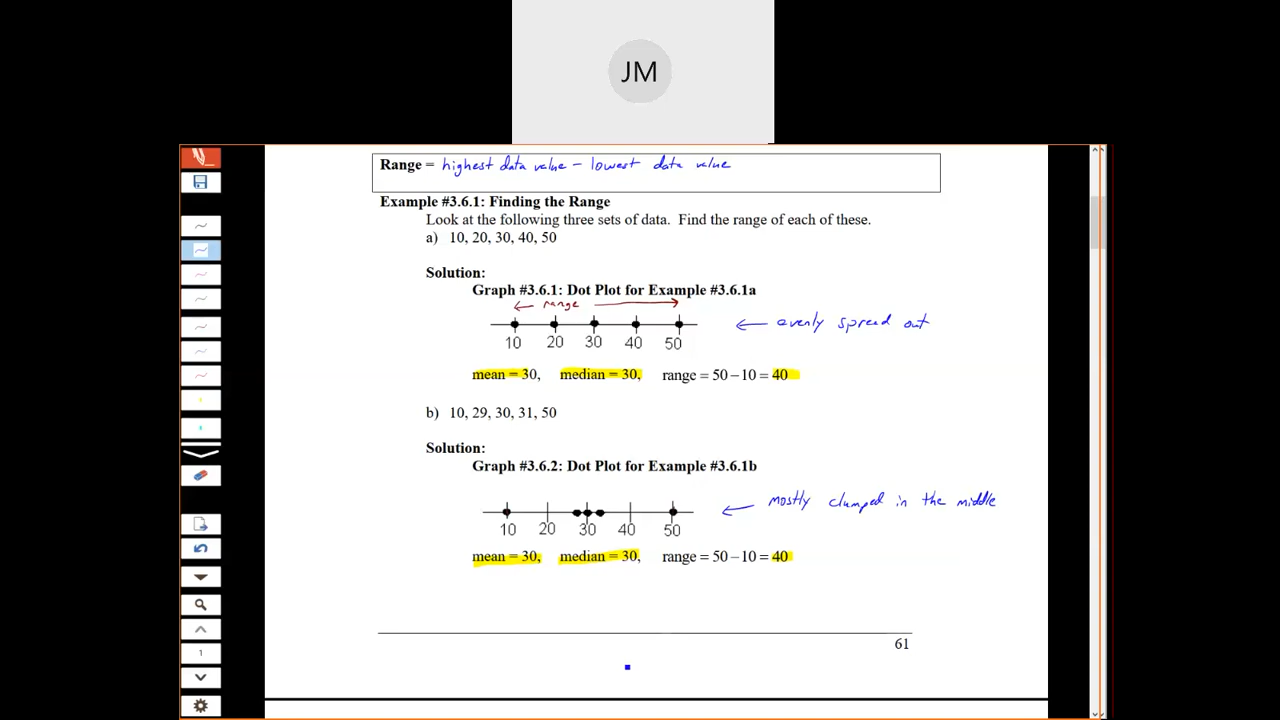 JM
Range = highest data value − lowest data value
Example #3.6.1: Finding the Range
Look at the following three sets of data. Find the range of each of these.
a) 10, 20, 30, 40, 50
Solution:
Graph #3.6.1: Dot Plot for Example #3.6.1a
← range →
10 20 30 40 50
← evenly spread out
mean = 30, median = 30, range = 50 − 10 = 40
b) 10, 29, 30, 31, 50
Solution:
Graph #3.6.2: Dot Plot for Example #3.6.1b
← mostly clumped in the middle
10 20 30 40 50
mean = 30, median = 30, range = 50 − 10 = 40
61
1